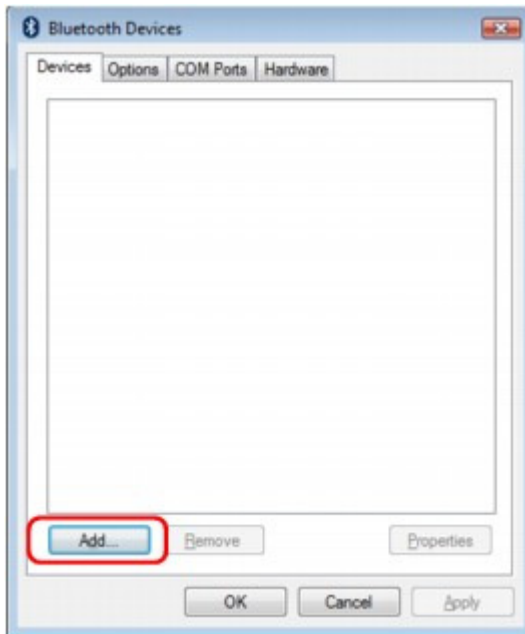 Bluetooth Devices
Devices Options COM Ports Hardware
Add... Remove Properties
OK Cancel Apply